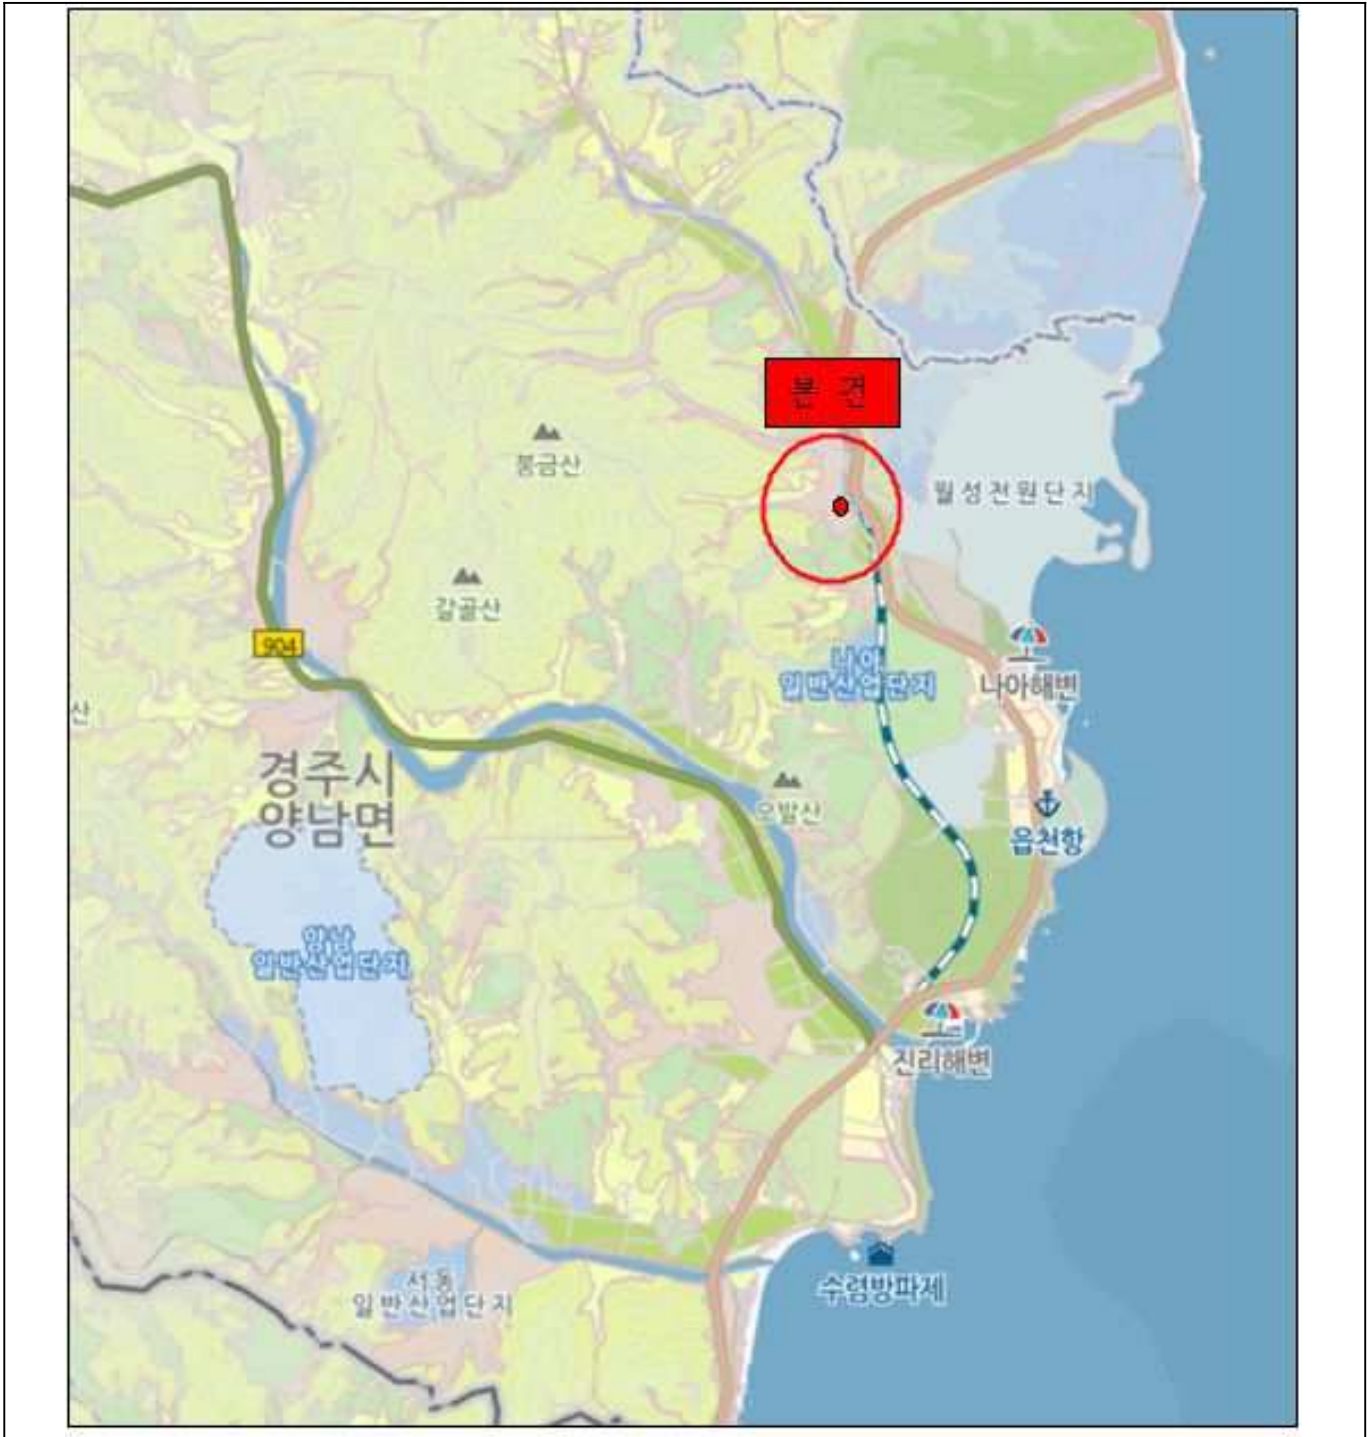 본 건
봉금산
월성전원단지
갈골산
904
나아
일반산업단지
나아해변
산
경주시
양남면
오발산
읍천항
양남
일반산업단지
진리해변
수렴방파제
서동
일반산업단지